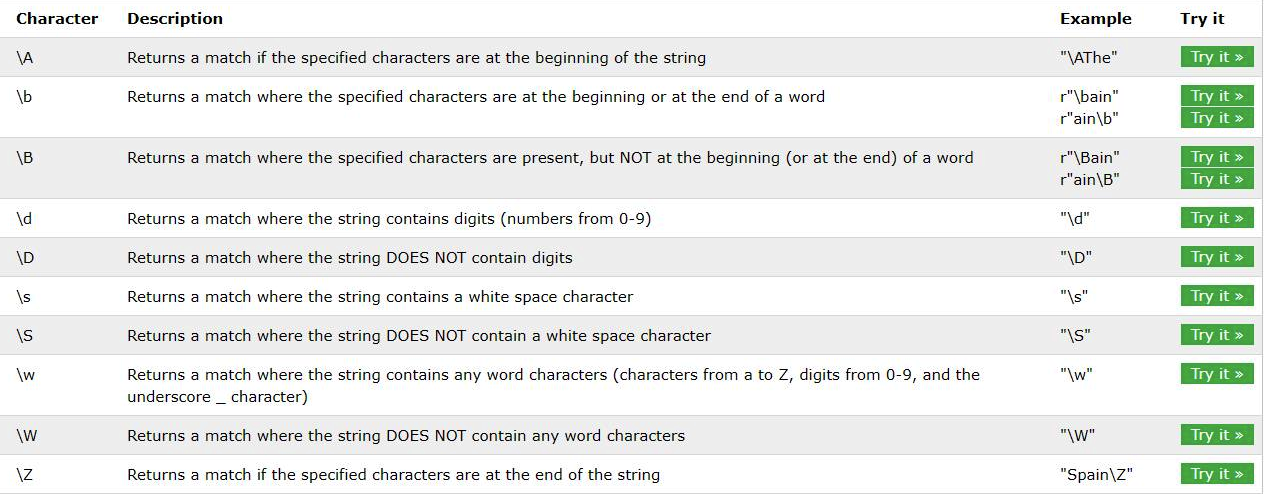 Character Description Example Try it
\A Returns a match if the specified characters are at the beginning of the string "\AThe" Try it »
\b Returns a match where the specified characters are at the beginning or at the end of a word r"\bain" Try it »
r"ain\b" Try it »
\B Returns a match where the specified characters are present, but NOT at the beginning (or at the end) of a word r"\Bain" Try it »
r"ain\B" Try it »
\d Returns a match where the string contains digits (numbers from 0-9) "\d" Try it »
\D Returns a match where the string DOES NOT contain digits "\D" Try it »
\s Returns a match where the string contains a white space character "\s" Try it »
\S Returns a match where the string DOES NOT contain a white space character "\S" Try it »
\w Returns a match where the string contains any word characters (characters from a to Z, digits from 0-9, and the "\w" Try it »
underscore _ character)
\W Returns a match where the string DOES NOT contain any word characters "\W" Try it »
\Z Returns a match if the specified characters are at the end of the string "Spain\Z" Try it »